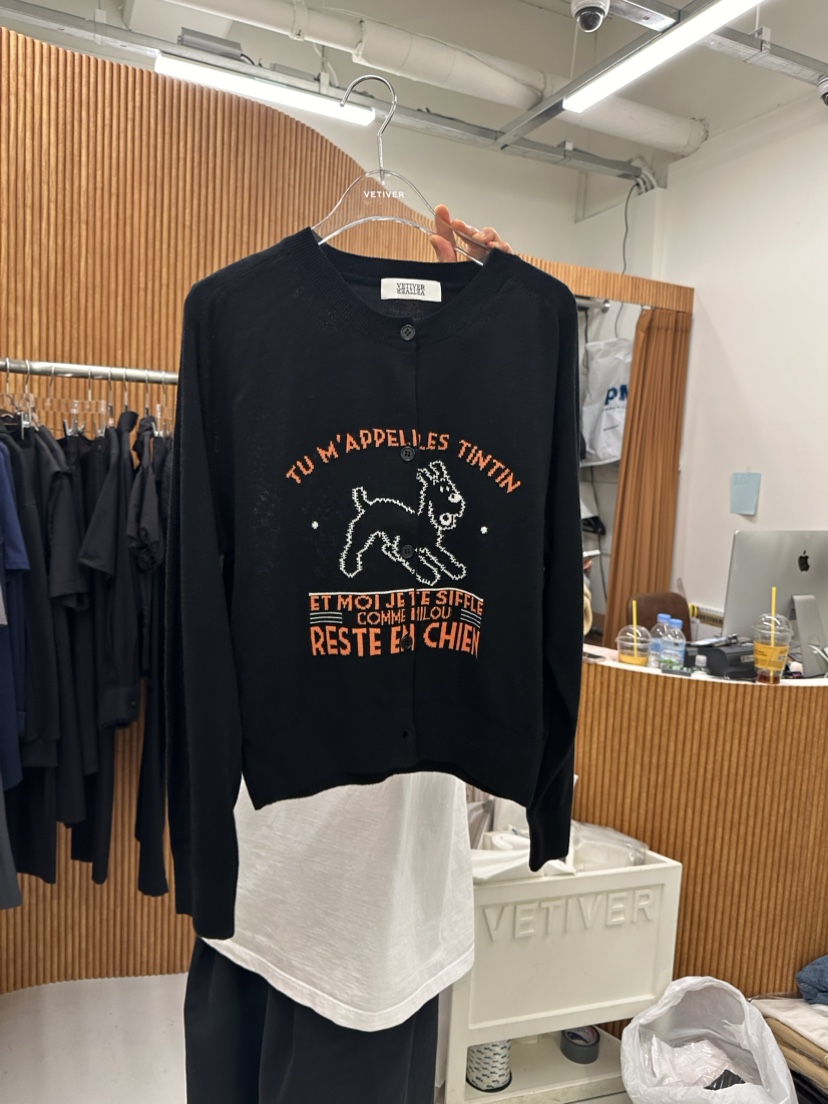 VETIVER
VETIVER
TU M'APPELLES TINTIN
ET MOI JE TE SIFFLE
COMME MILOU
RESTE EN CHIEN
VETIVER